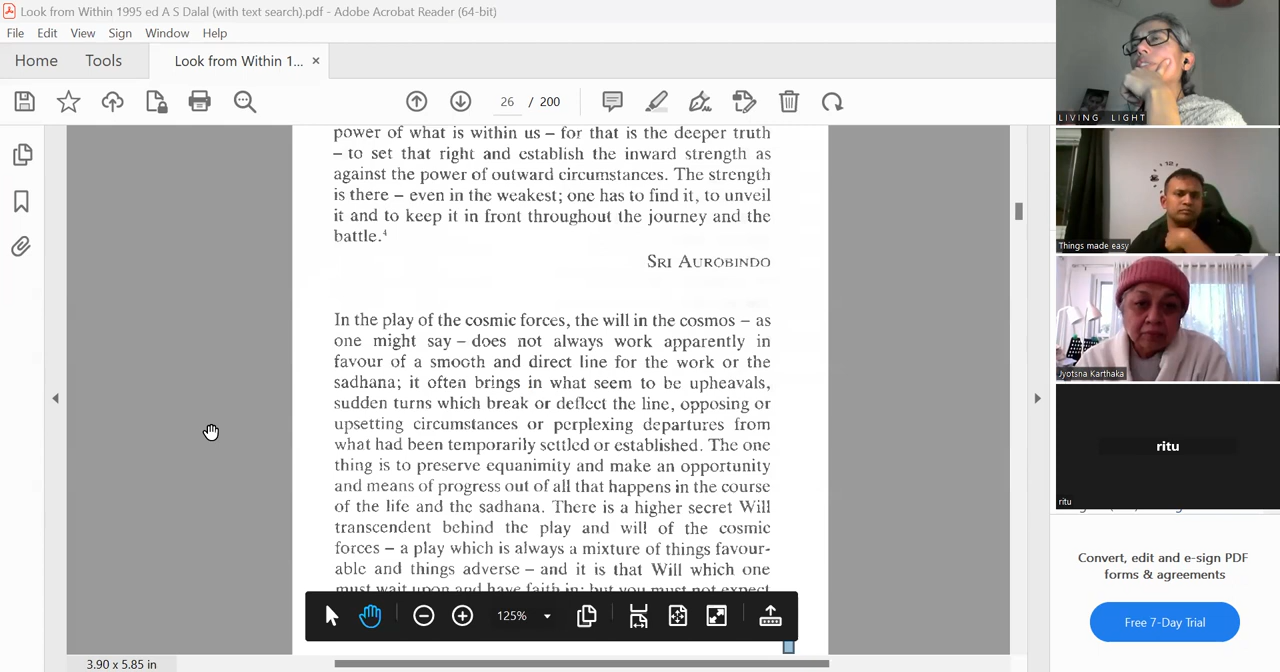 Look from Within 1995 ed A S Dalal (with text search).pdf - Adobe Acrobat Reader (64-bit)
File Edit View Sign Window Help
Home Tools Look from Within 1... ×
26 / 200
power of what is within us – for that is the deeper truth
– to set that right and establish the inward strength as
against the power of outward circumstances. The strength
is there – even in the weakest; one has to find it, to unveil
it and to keep it in front throughout the journey and the
battle.⁴
SRI AUROBINDO
In the play of the cosmic forces, the will in the cosmos – as
one might say – does not always work apparently in
favour of a smooth and direct line for the work or the
sadhana; it often brings in what seem to be upheavals,
sudden turns which break or deflect the line, opposing or
upsetting circumstances or perplexing departures from
what had been temporarily settled or established. The one
thing is to preserve equanimity and make an opportunity
and means of progress out of all that happens in the course
of the life and the sadhana. There is a higher secret Will
transcendent behind the play and will of the cosmic
forces – a play which is always a mixture of things favour-
able and things adverse – and it is that Will which one
must wait upon and have faith in; but you must not expect
125%
3.90 x 5.85 in
LIVING LIGHT
Things made easy
Jyotsna Karthaka
ritu
ritu
Convert, edit and e-sign PDF
forms & agreements
Free 7-Day Trial